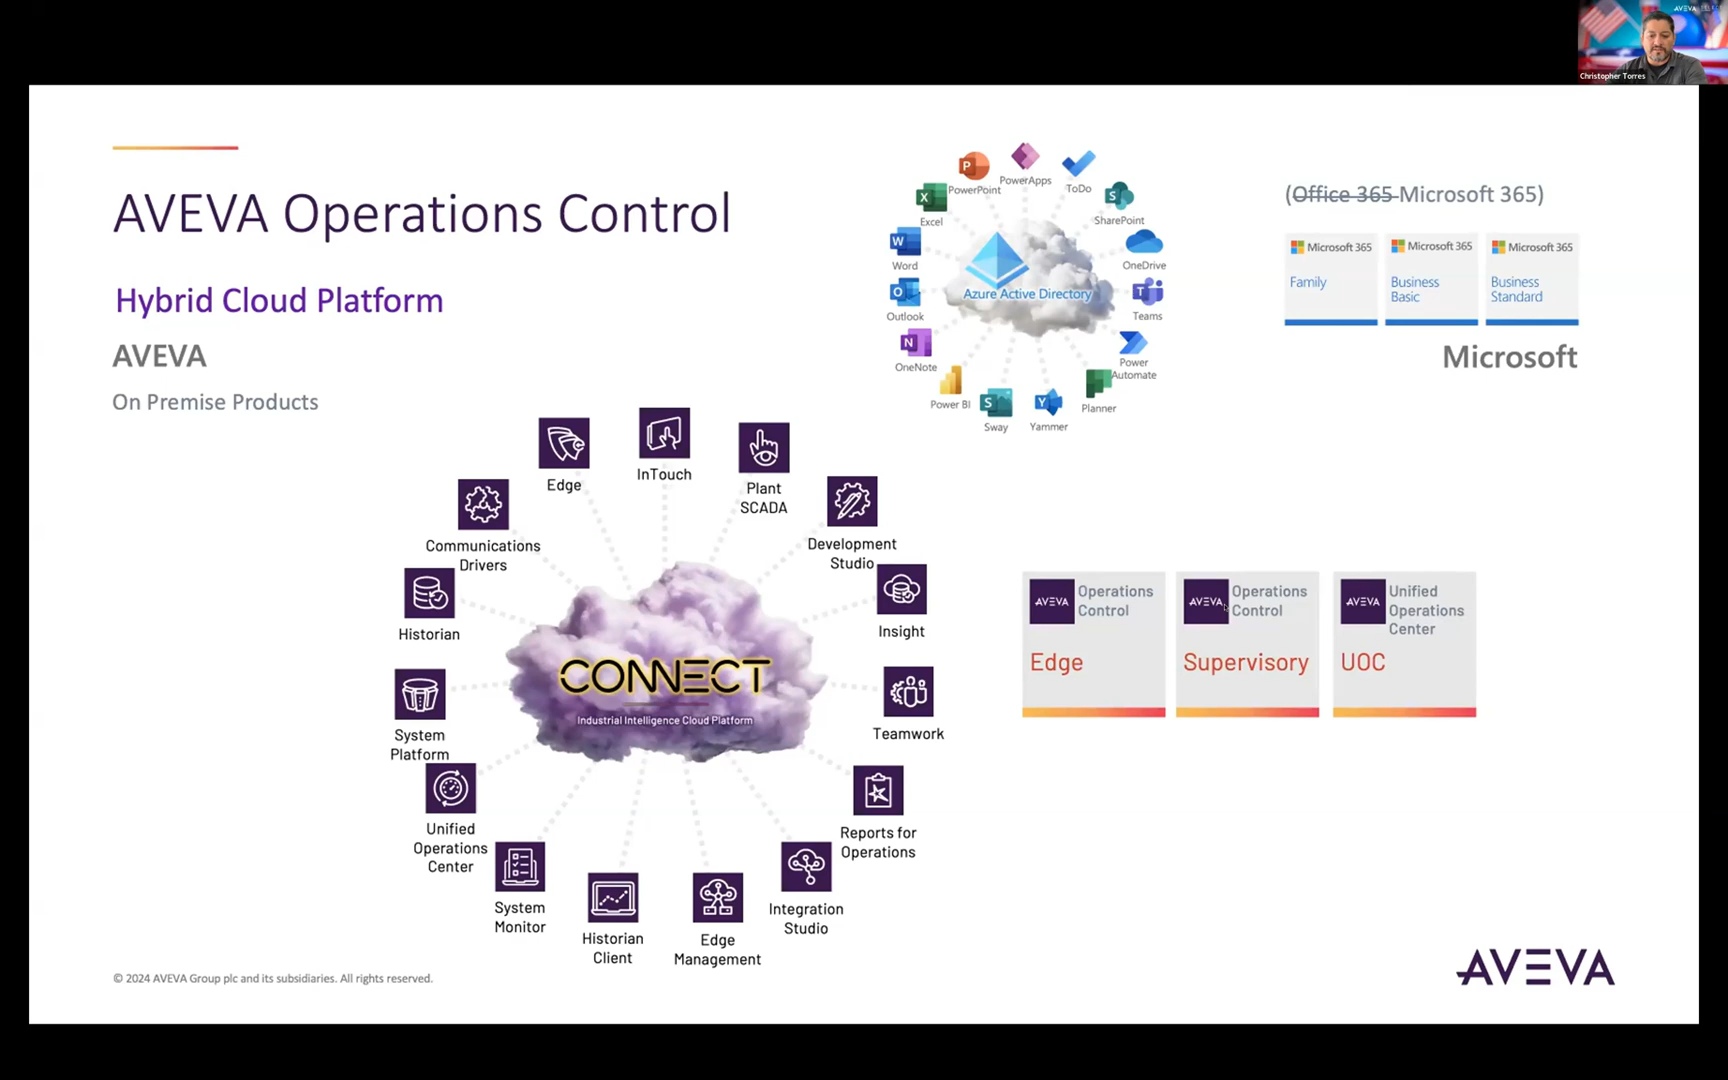 AVEVA
Christopher Torres
AVEVA Operations Control
Hybrid Cloud Platform
AVEVA
On Premise Products
PowerApps
PowerPoint
ToDo
Excel
SharePoint
Word
OneDrive
Azure Active Directory
Outlook
Teams
OneNote
Power
Automate
Power BI
Planner
Sway
Yammer
(Office 365 Microsoft 365)
Microsoft 365
Family
Microsoft 365
Business
Basic
Microsoft 365
Business
Standard
Microsoft
Edge
InTouch
Plant
SCADA
Communications
Drivers
Development
Studio
Historian
Insight
CONNECT
Industrial Intelligence Cloud Platform
System
Platform
Teamwork
Unified
Operations
Center
Reports for
Operations
System
Monitor
Historian
Client
Edge
Management
Integration
Studio
AVEVA
Operations
Control
Edge
AVEVA
Operations
Control
Supervisory
AVEVA
Unified
Operations
Center
UOC
© 2024 AVEVA Group plc and its subsidiaries. All rights reserved.
AVEVA